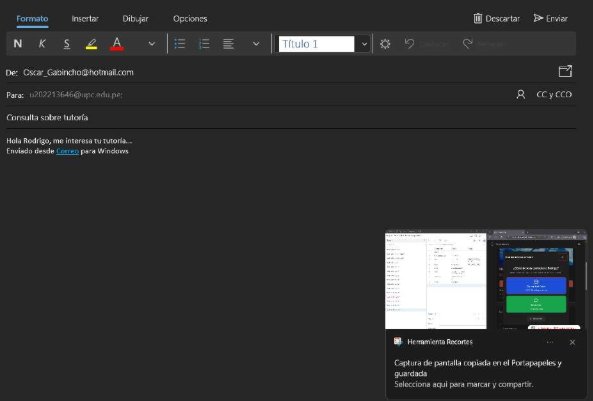 Formato Insertar Dibujar Opciones Descartar Enviar
N K S A Título 1
De: Oscar_Gabincho@hotmail.com
Para: u202213646@upc.edu.pe; CC y CCO
Consulta sobre tutoría
Hola Rodrigo, me interesa tu tutoría...
Enviado desde Correo para Windows
Herramienta Recortes
Captura de pantalla copiada en el Portapapeles y
guardada
Selecciona aquí para marcar y compartir.